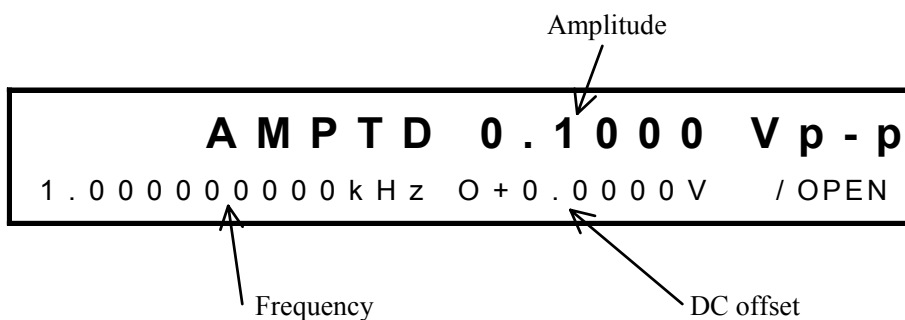 Amplitude
AMPTD 0.1000 Vp-p
1.000000000kHz O+0.0000V /OPEN
Frequency DC offset